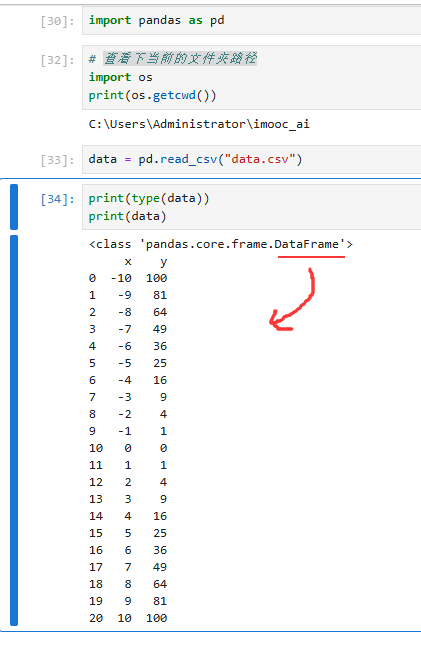 [30]: import pandas as pd
[32]: # 查看下当前的文件夹路径
import os
print(os.getcwd())
C:\Users\Administrator\imooc_ai
[33]: data = pd.read_csv("data.csv")
[34]: print(type(data))
print(data)
<class 'pandas.core.frame.DataFrame'>
x y
0 -10 100
1 -9 81
2 -8 64
3 -7 49
4 -6 36
5 -5 25
6 -4 16
7 -3 9
8 -2 4
9 -1 1
10 0 0
11 1 1
12 2 4
13 3 9
14 4 16
15 5 25
16 6 36
17 7 49
18 8 64
19 9 81
20 10 100